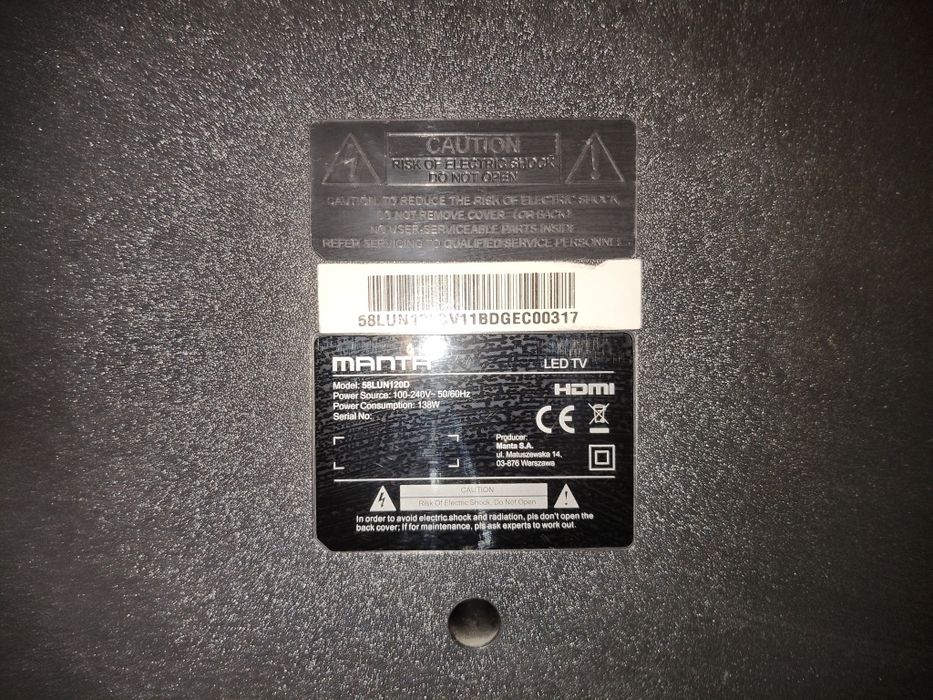 CAUTION
RISK OF ELECTRIC SHOCK
DO NOT OPEN
CAUTION: TO REDUCE THE RISK OF ELECTRIC SHOCK,
DO NOT REMOVE COVER (OR BACK)
NO USER-SERVICEABLE PARTS INSIDE
REFER SERVICING TO QUALIFIED SERVICE PERSONNEL
MANTA
LED TV
Model: 58LUN120D
Power Source: 100-240V~ 50/60Hz
Power Consumption: 138W
Serial No:
HDMI
CE
Producer:
Manta S.A.
ul. Matuszewska 14,
03-876 Warszawa
CAUTION
Risk Of Electric Shock, Do Not Open
In order to avoid electric shock and radiation, pls don't open the
back cover; If for maintenance, pls ask experts to work out.